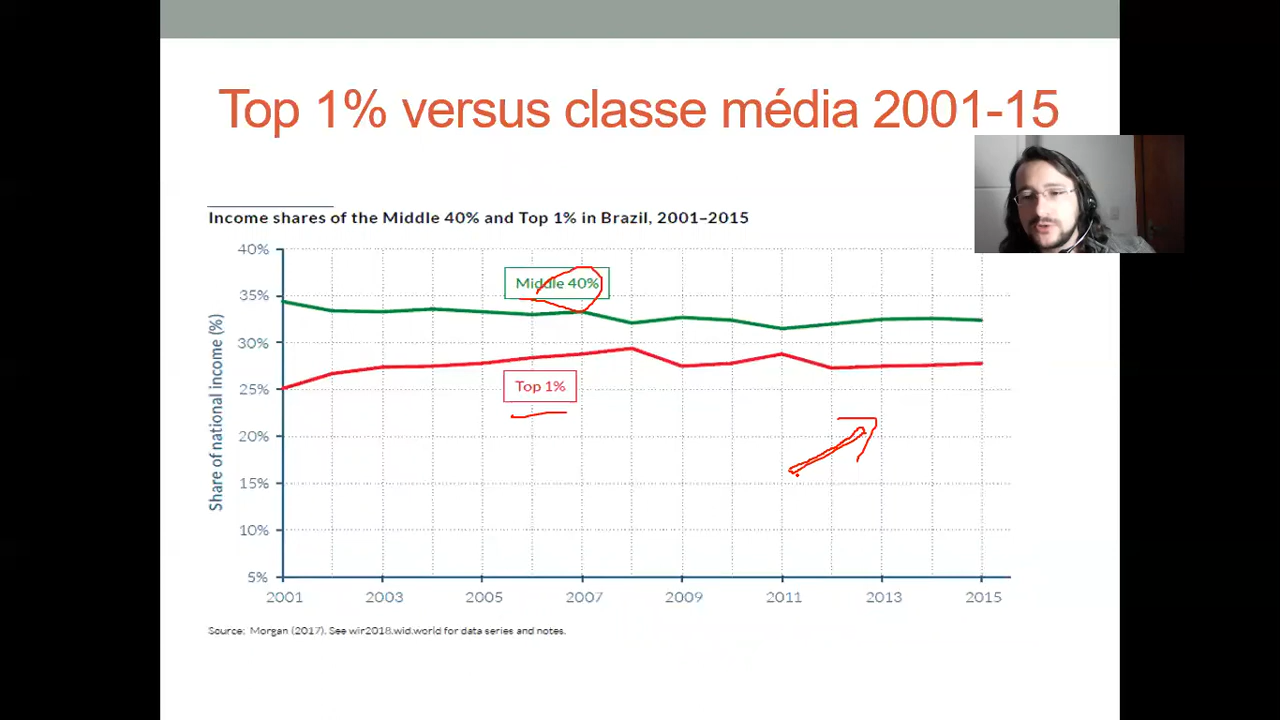 Top 1% versus classe média 2001-15
Income shares of the Middle 40% and Top 1% in Brazil, 2001–2015
Share of national income (%)
40%
35%
30%
25%
20%
15%
10%
5%
Middle 40%
Top 1%
2001 2003 2005 2007 2009 2011 2013 2015
Source: Morgan (2017). See wir2018.wid.world for data series and notes.